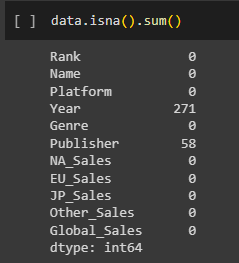 [ ] data.isna().sum()
Rank 0
Name 0
Platform 0
Year 271
Genre 0
Publisher 58
NA_Sales 0
EU_Sales 0
JP_Sales 0
Other_Sales 0
Global_Sales 0
dtype: int64